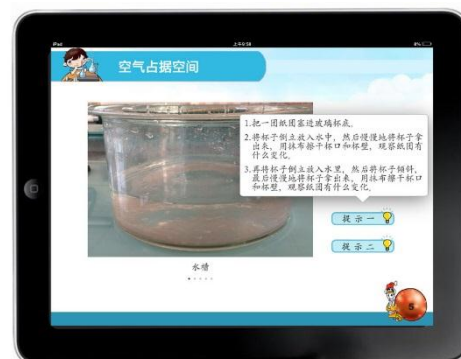 iPad
上午9:59
空气占据空间
1.把一团纸团塞进玻璃杯底。
2.将杯子倒立放入水中，然后慢慢地将杯子拿
出来，用抹布擦干杯口和杯壁，观察纸团有
什么变化。
3.再将杯子倒立放入水里，然后将杯子倾斜，
最后慢慢地将杯子拿出来，用抹布擦干杯口
和杯壁，观察纸团有什么变化。
提示一
提示二
水槽
5